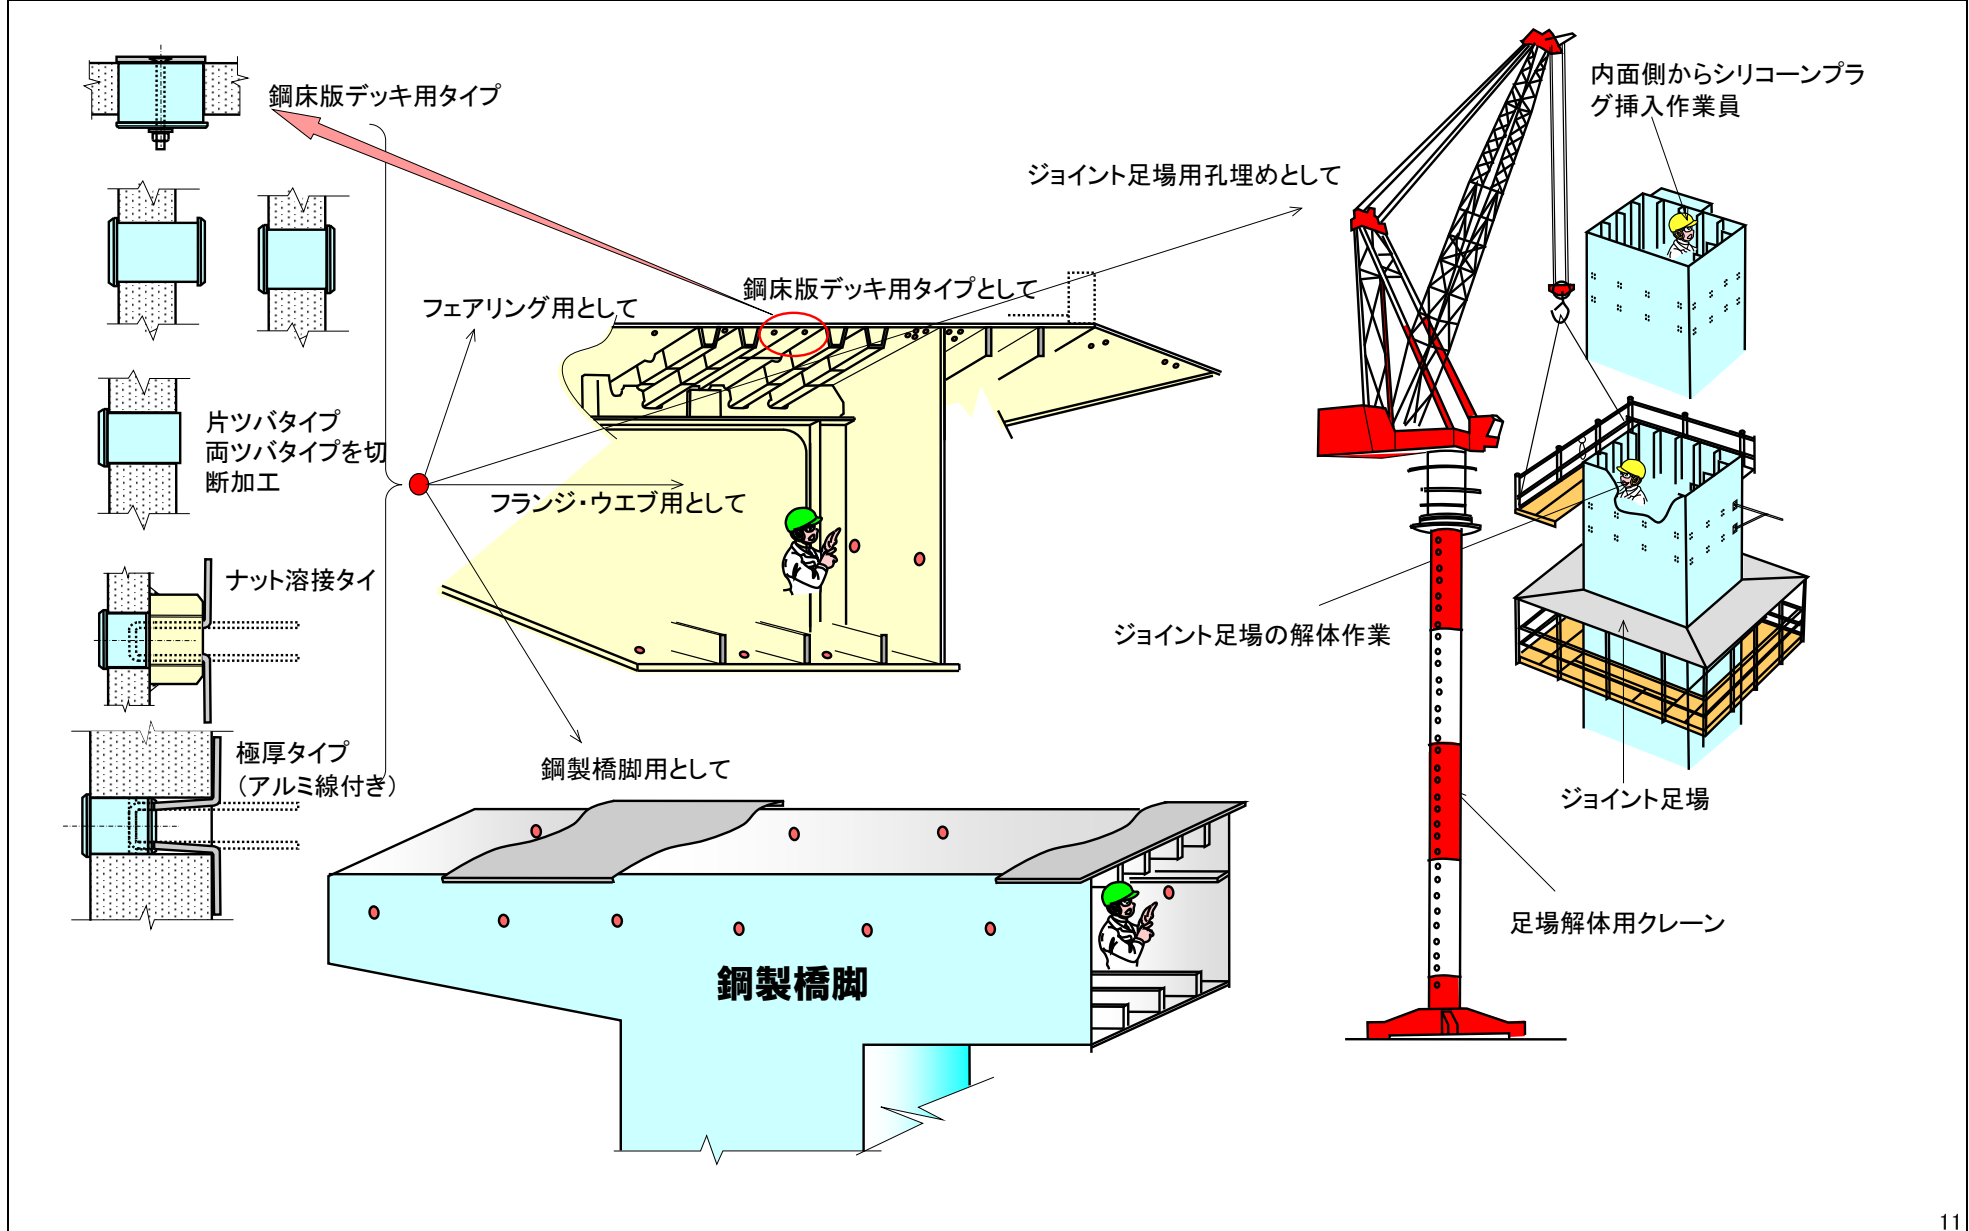 鋼床版デッキ用タイプ
内面側からシリコーンプラ
グ挿入作業員
ジョイント足場用孔埋めとして
鋼床版デッキ用タイプとして
フェアリング用として
片ツバタイプ
両ツバタイプを切
断加工
フランジ・ウエブ用として
ナット溶接タイ
ジョイント足場の解体作業
極厚タイプ
（アルミ線付き）
鋼製橋脚用として
ジョイント足場
足場解体用クレーン
鋼製橋脚
11